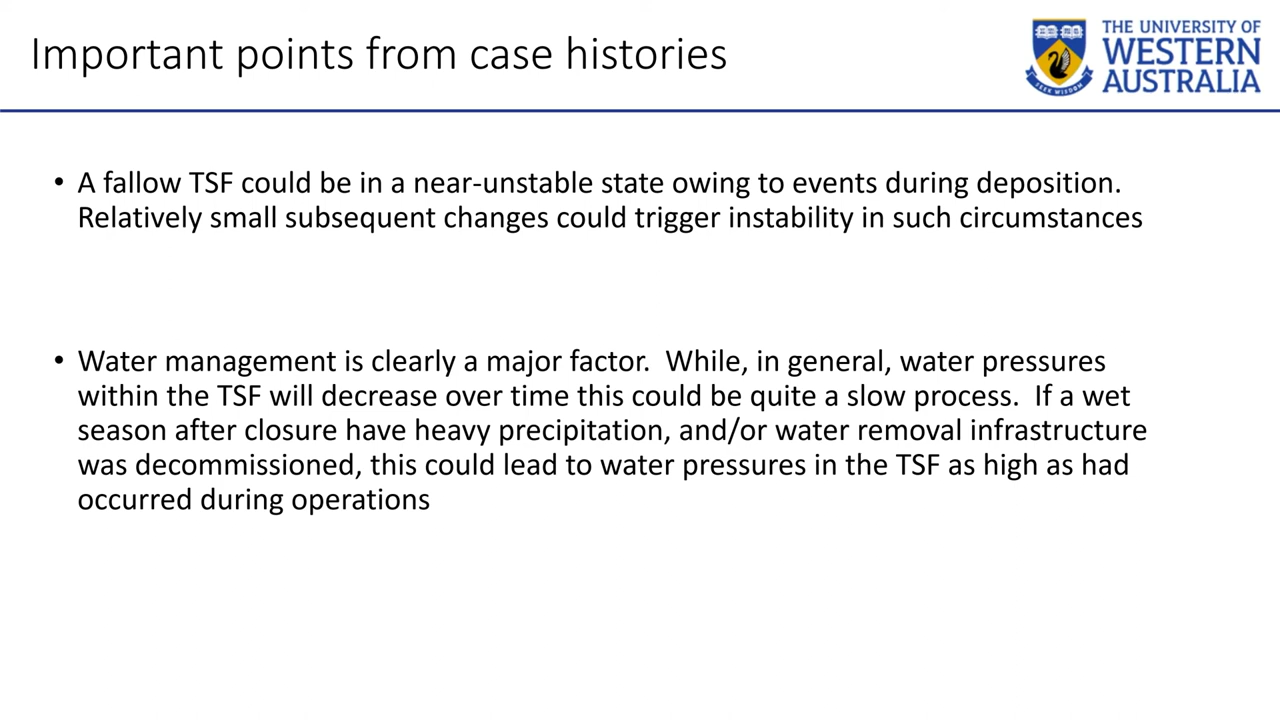 Important points from case histories
THE UNIVERSITY OF
WESTERN
AUSTRALIA
SEEK WISDOM
• A fallow TSF could be in a near-unstable state owing to events during deposition.
Relatively small subsequent changes could trigger instability in such circumstances
• Water management is clearly a major factor.  While, in general, water pressures
within the TSF will decrease over time this could be quite a slow process.  If a wet
season after closure have heavy precipitation, and/or water removal infrastructure
was decommissioned, this could lead to water pressures in the TSF as high as had
occurred during operations